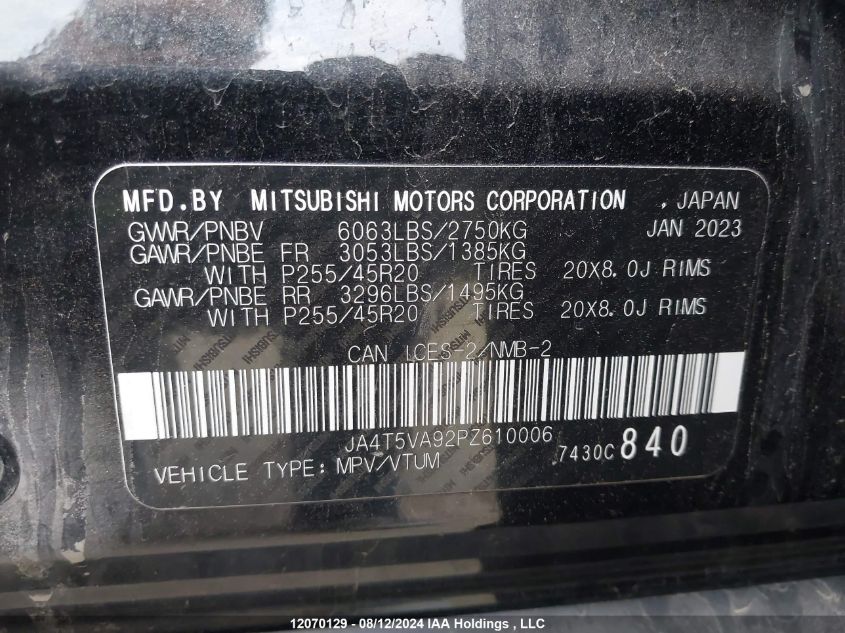 MFD.BY MITSUBISHI MOTORS CORPORATION , JAPAN
GVWR/PNBV 6063LBS/2750KG JAN 2023
GAWR/PNBE FR 3053LBS/1385KG
WITH P255/45R20 TIRES 20X8.0J RIMS
GAWR/PNBE RR 3296LBS/1495KG
WITH P255/45R20 TIRES 20X8.0J RIMS
CAN ICES-2/NMB-2
JA4T5VA92PZ610006
.7430C 840
VEHICLE TYPE: MPV/VTUM
12070129 - 08/12/2024 IAA Holdings , LLC